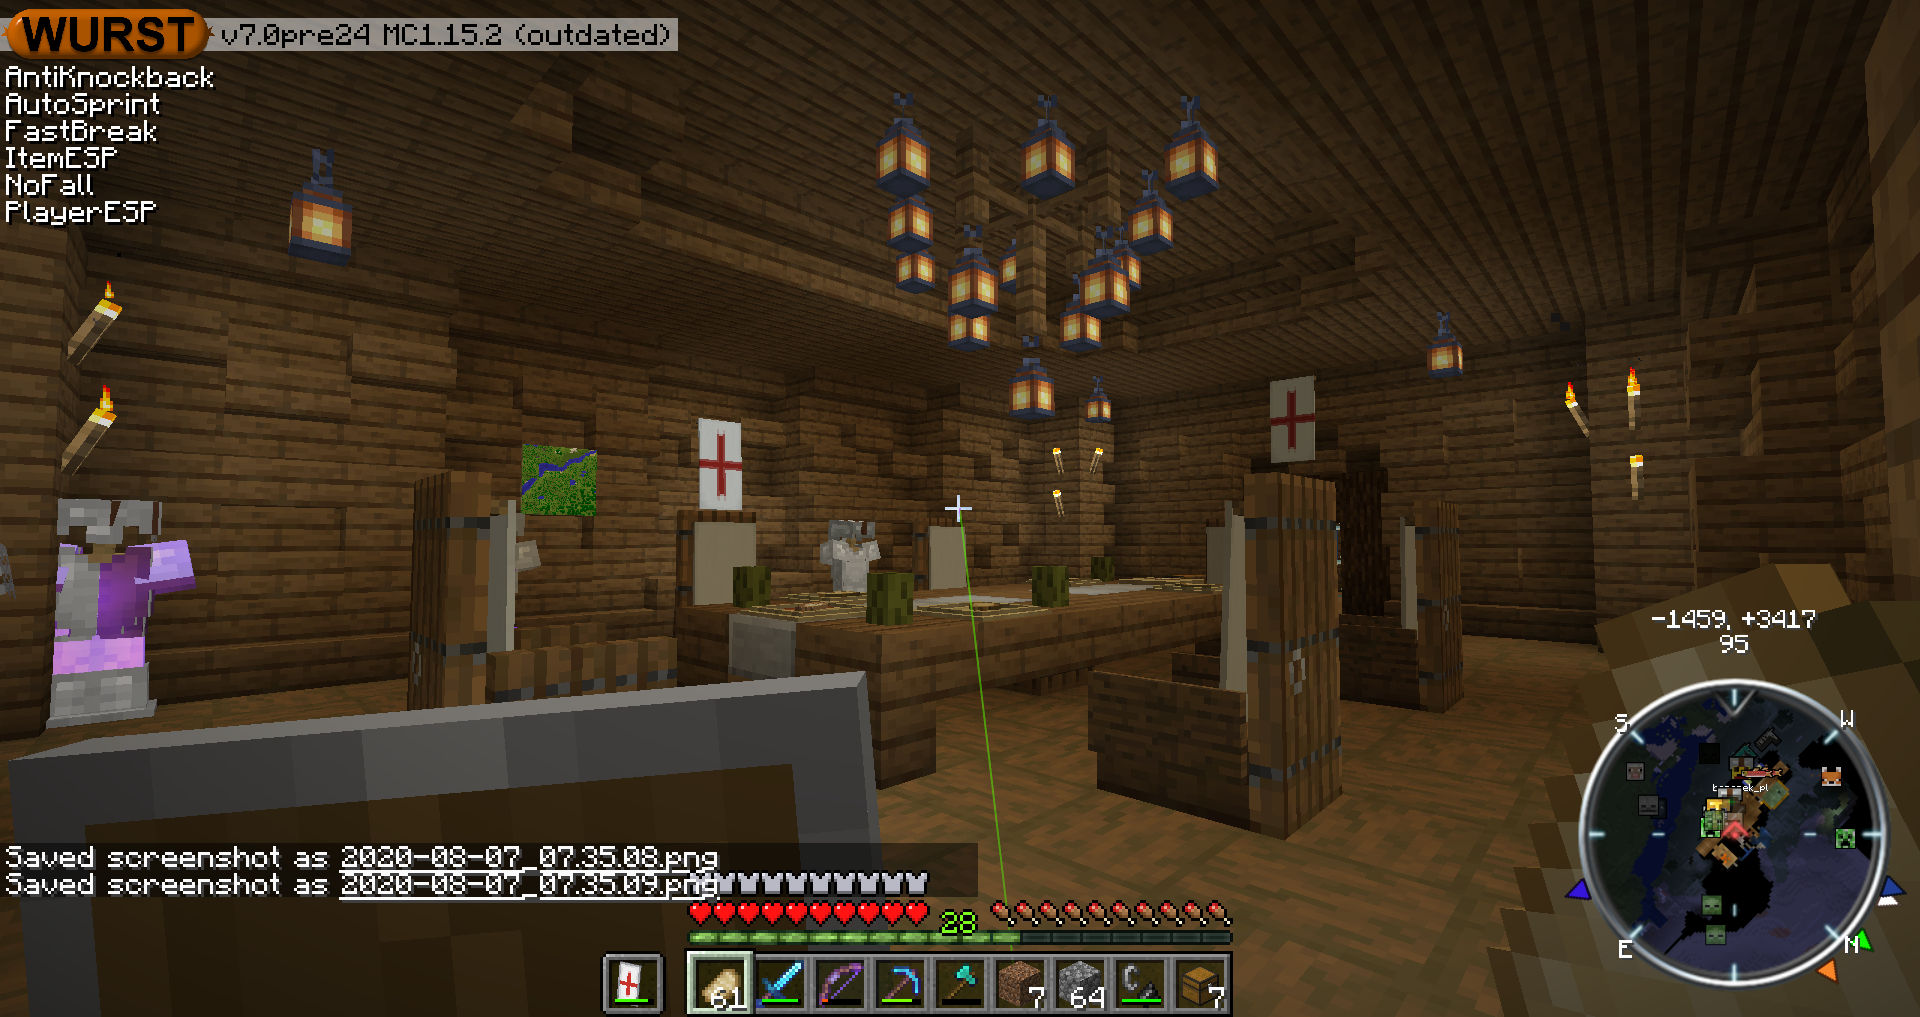 WURST v7.0pre24 MC1.15.2 (outdated)
AntiKnockback
AutoSprint
FastBreak
ItemESP
NoFall
PlayerESP
-1459, +3417
95
S
W
E
N
Saved screenshot as 2020-08-07_07.35.08.png
Saved screenshot as 2020-08-07_07.35.09.png
28
61
7
64
7